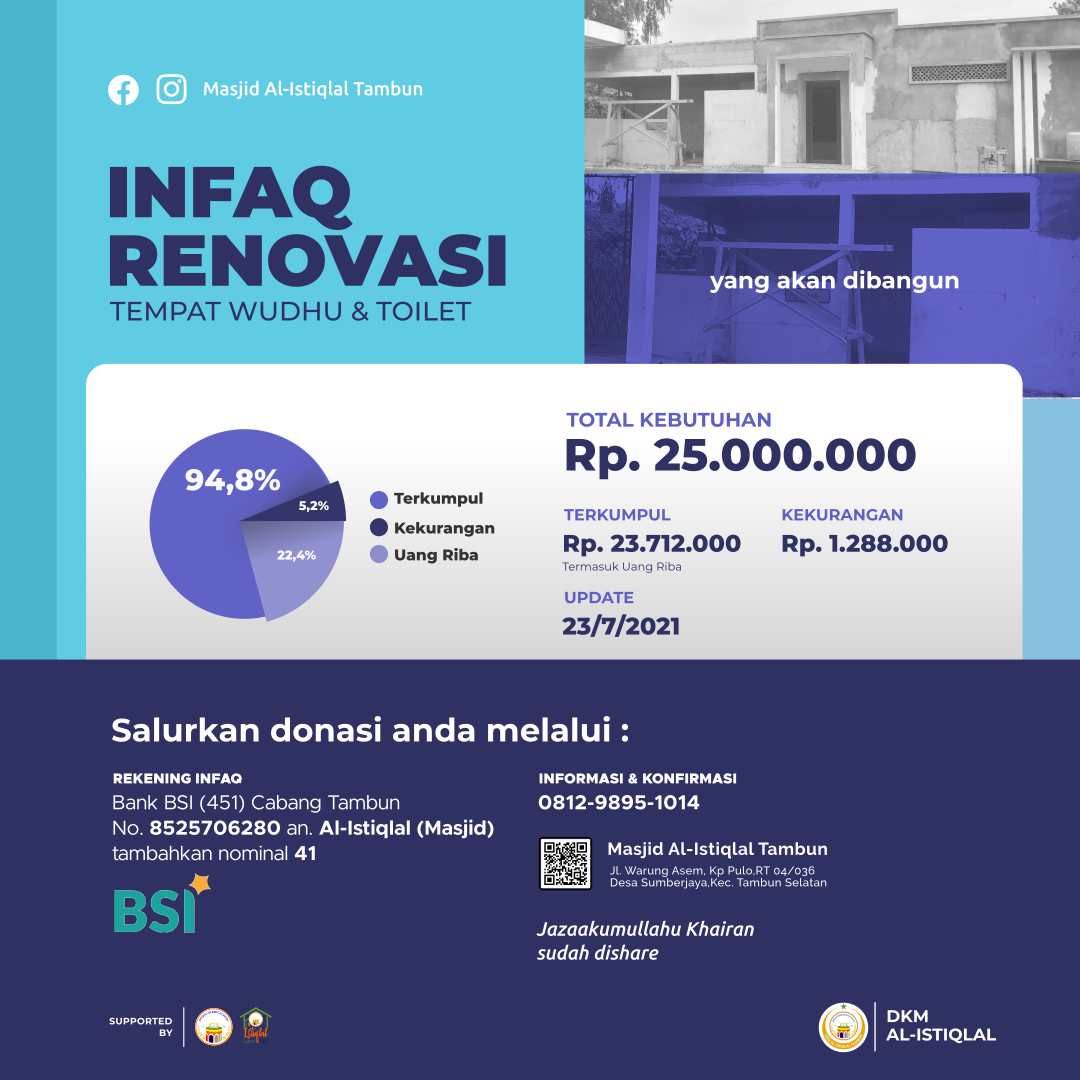 Masjid Al-Istiqlal Tambun
INFAQ
RENOVASI
TEMPAT WUDHU & TOILET
yang akan dibangun
94,8%
5,2%
22,4%
Terkumpul
Kekurangan
Uang Riba
TOTAL KEBUTUHAN
Rp. 25.000.000
TERKUMPUL
Rp. 23.712.000
Termasuk Uang Riba
KEKURANGAN
Rp. 1.288.000
UPDATE
23/7/2021
Salurkan donasi anda melalui :
REKENING INFAQ
Bank BSI (451) Cabang Tambun
No. 8525706280 an. Al-Istiqlal (Masjid)
tambahkan nominal 41
BSI
INFORMASI & KONFIRMASI
0812-9895-1014
Masjid Al-Istiqlal Tambun
Jl. Warung Asem, Kp Pulo,RT 04/036
Desa Sumberjaya,Kec. Tambun Selatan
Jazaakumullahu Khairan
sudah dishare
SUPPORTED
BY
Istiqlal
DKM
AL-ISTIQLAL